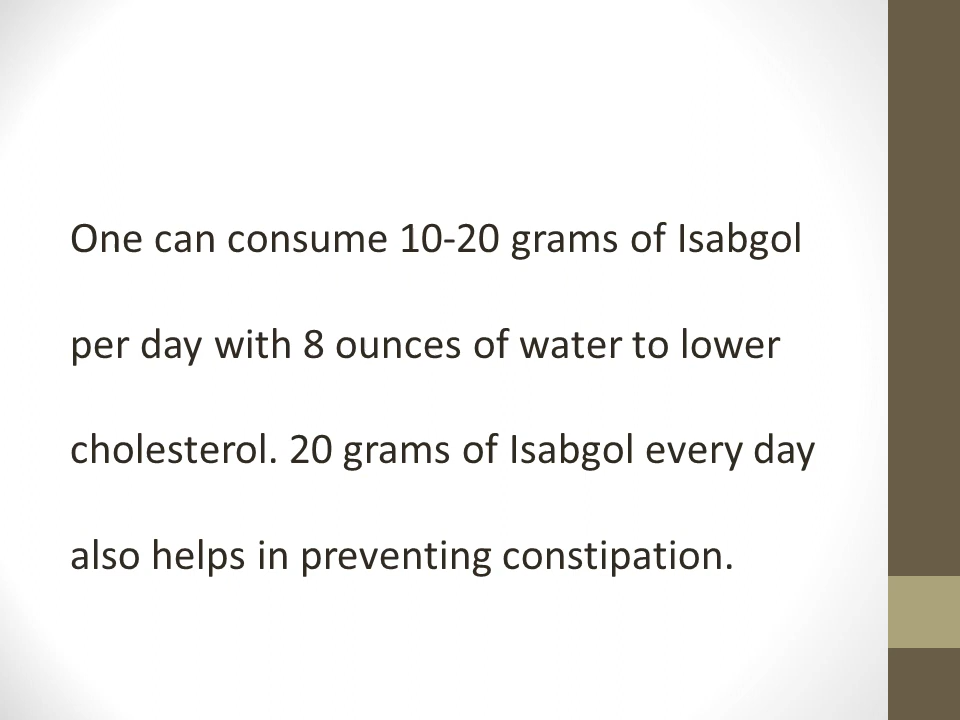 One can consume 10-20 grams of Isabgol
per day with 8 ounces of water to lower
cholesterol. 20 grams of Isabgol every day
also helps in preventing constipation.